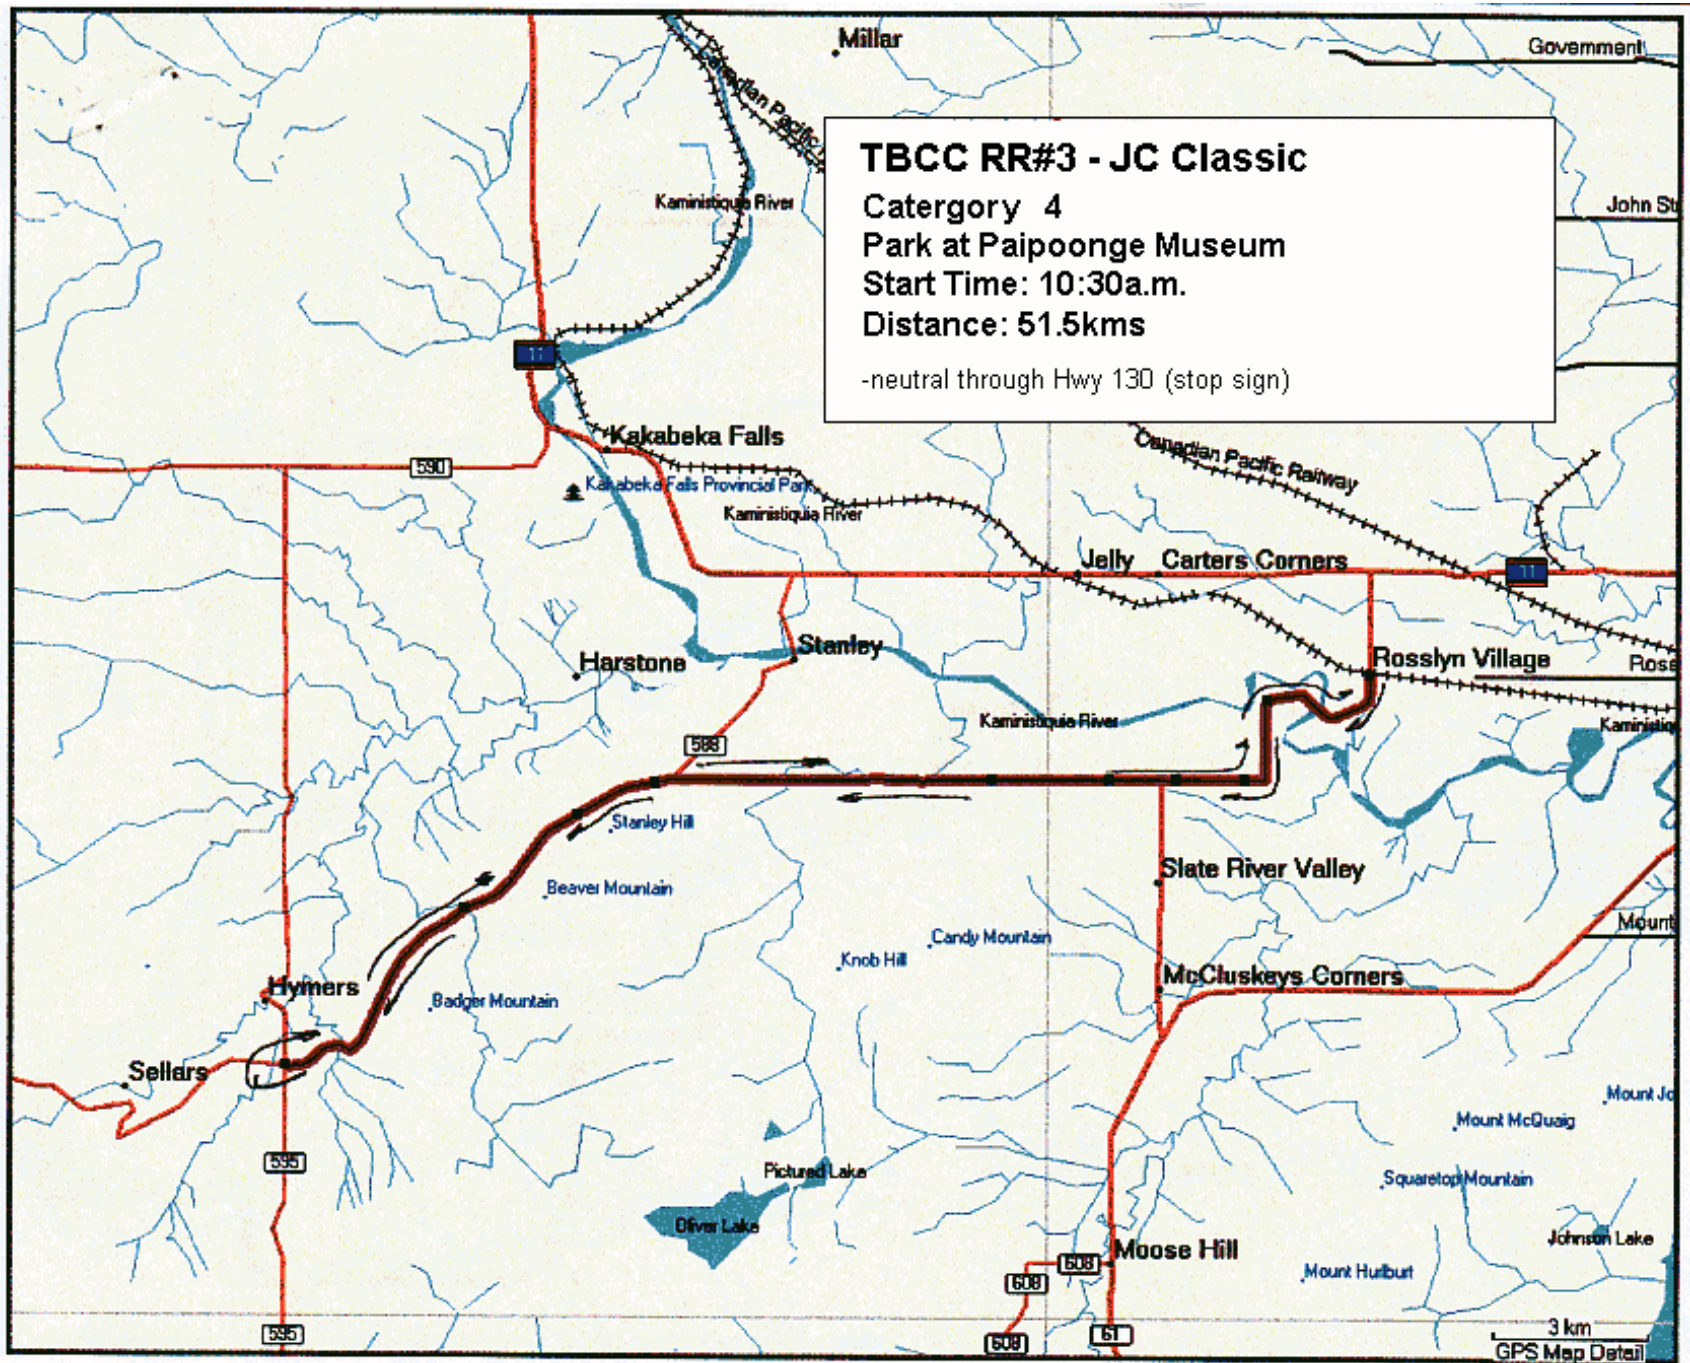 Millar
Government
Canadian Pacific
TBCC RR#3 - JC Classic
Catergory 4
Park at Paipoonge Museum
Start Time: 10:30a.m.
Distance: 51.5kms
-neutral through Hwy 130 (stop sign)
Kaministiquia River
John St
11
Kakabeka Falls
Canadian Pacific Railway
590
Kakabeka Falls Provincial Park
Kaministiquia River
Jelly
Carters Corners
11
Stanley
Harstone
Rosslyn Village
Ross
Kaministiquia River
Kaministiq
588
Stanley Hill
Slate River Valley
Beaver Mountain
Mount
Candy Mountain
Knob Hill
McCluskeys Corners
Hymers
Badger Mountain
Sellars
Mount Jo
Mount McQuaig
595
Pictured Lake
Squaretop Mountain
Oliver Lake
Johnson Lake
Moose Hill
608
608
Mount Hurlburt
595
608
61
3 km
GPS Map Detail